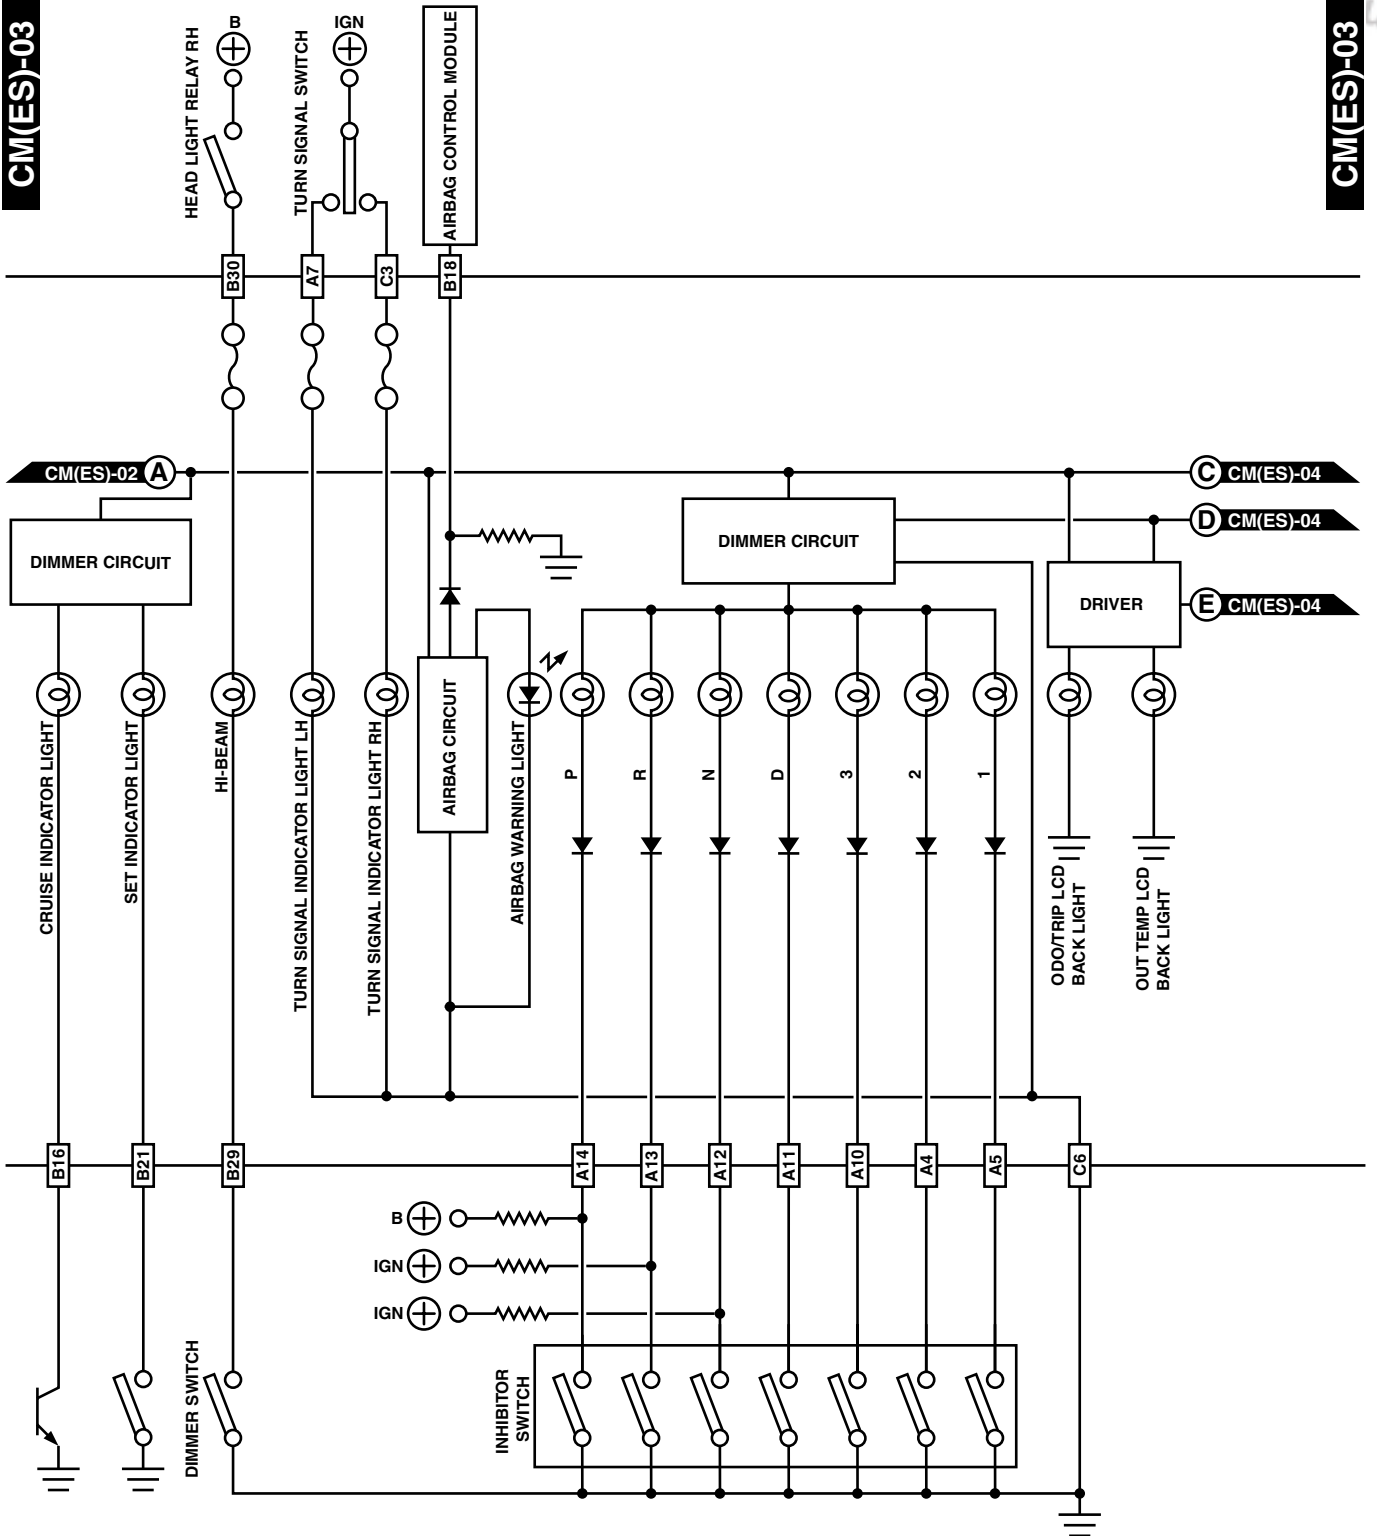 CM(ES)-03
CM(ES)-03
HEAD LIGHT RELAY RH
B
TURN SIGNAL SWITCH
IGN
AIRBAG CONTROL MODULE
B30
A7
C3
B18
CM(ES)-02
A
C
CM(ES)-04
D
CM(ES)-04
E
CM(ES)-04
DIMMER CIRCUIT
DIMMER CIRCUIT
DRIVER
CRUISE INDICATOR LIGHT
SET INDICATOR LIGHT
HI-BEAM
TURN SIGNAL INDICATOR LIGHT LH
TURN SIGNAL INDICATOR LIGHT RH
AIRBAG CIRCUIT
AIRBAG WARNING LIGHT
P
R
N
D
3
2
1
ODO/TRIP LCD
BACK LIGHT
OUT TEMP LCD
BACK LIGHT
B16
B21
B29
A14
A13
A12
A11
A10
A4
A5
C6
B
IGN
IGN
DIMMER SWITCH
INHIBITOR
SWITCH